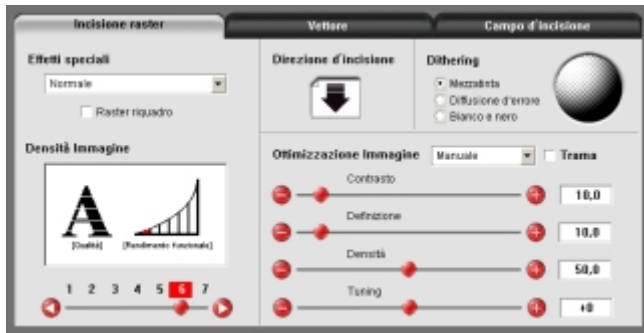 Incisione raster
Vettore
Campo d'incisione
Effetti speciali
Normale
Raster riquadro
Direzione d'incisione
Dithering
Mezzatinta
Diffusione d'errore
Bianco e nero
Densità Immagine
A
[Qualità]
[Rendimento funzionale]
1 2 3 4 5 6 7
Ottimizzazione Immagine
Manuale
Trama
Contrasto
10,0
Definizione
10,0
Densità
50,0
Tuning
+0